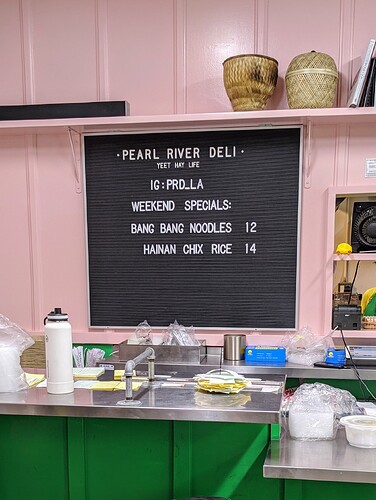 ·PEARL RIVER DELI·
YEET HAY LIFE
IG:PRD_LA
WEEKEND SPECIALS:
BANG BANG NOODLES 12
HAINAN CHIX RICE 14